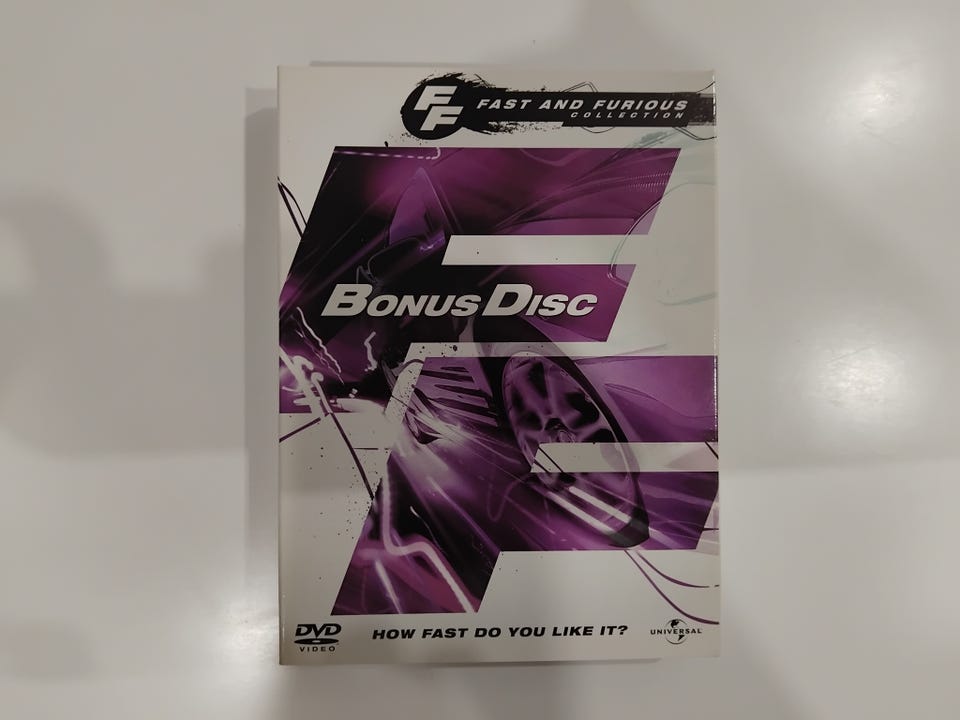 FF FAST AND FURIOUS
COLLECTION
BONUS DISC
DVD
VIDEO
HOW FAST DO YOU LIKE IT?
UNIVERSAL